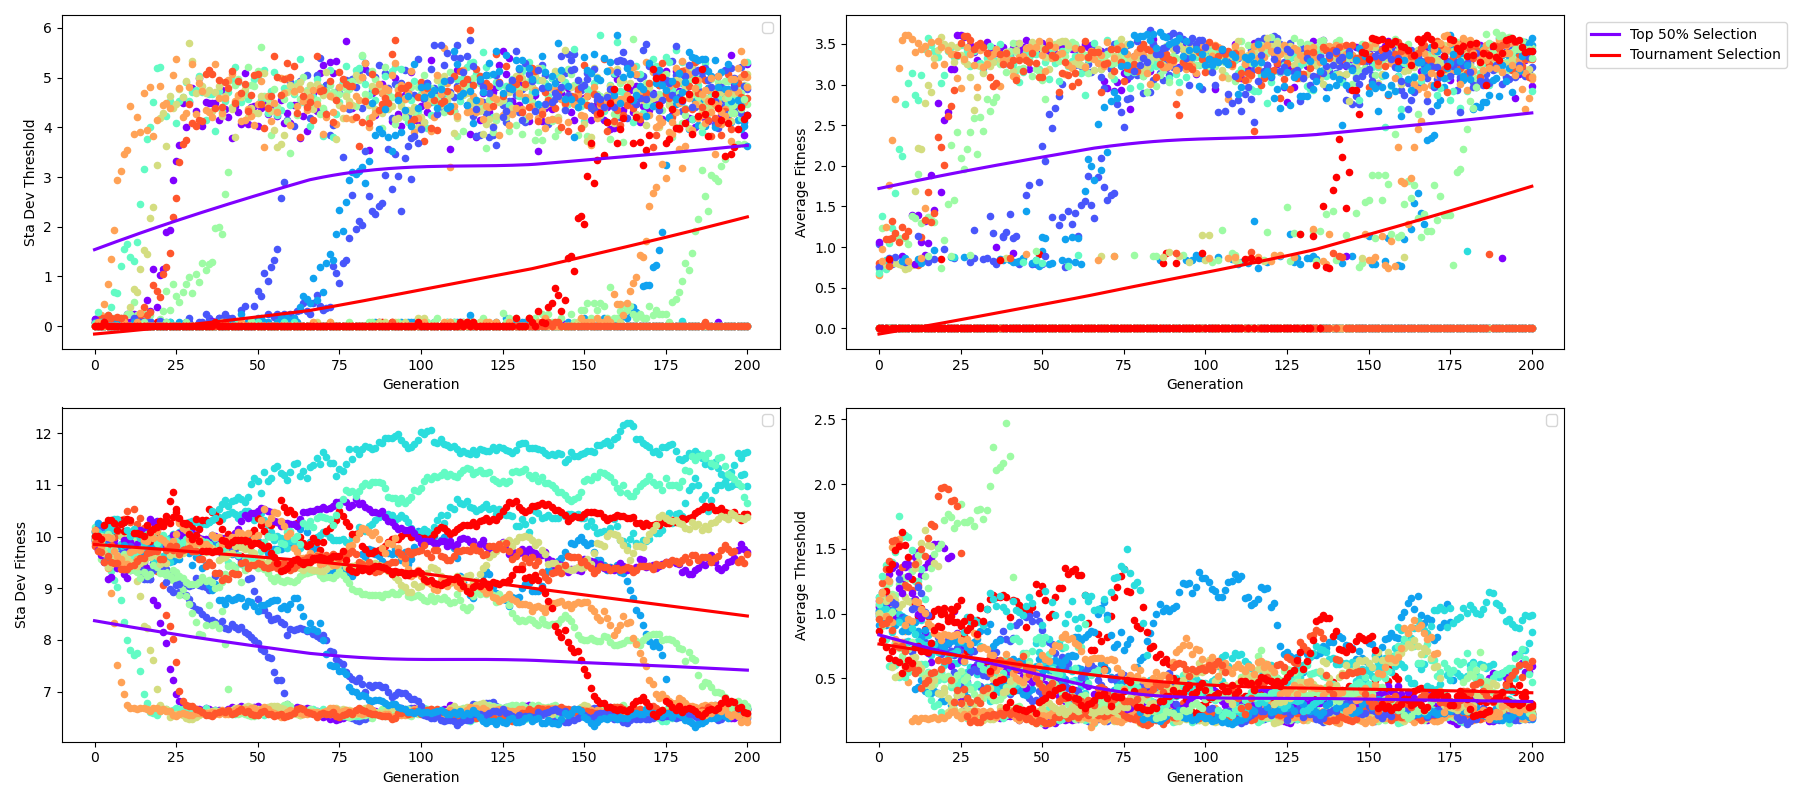 6
5
4
3
2
1
0
Sta Dev Threshold
0 25 50 75 100 125 150 175 200
Generation
3.5
3.0
2.5
2.0
1.5
1.0
0.5
0.0
Average Fitness
0 25 50 75 100 125 150 175 200
Generation
Top 50% Selection
Tournament Selection
12
11
10
9
8
7
Sta Dev Fitness
0 25 50 75 100 125 150 175 200
Generation
2.5
2.0
1.5
1.0
0.5
Average Threshold
0 25 50 75 100 125 150 175 200
Generation